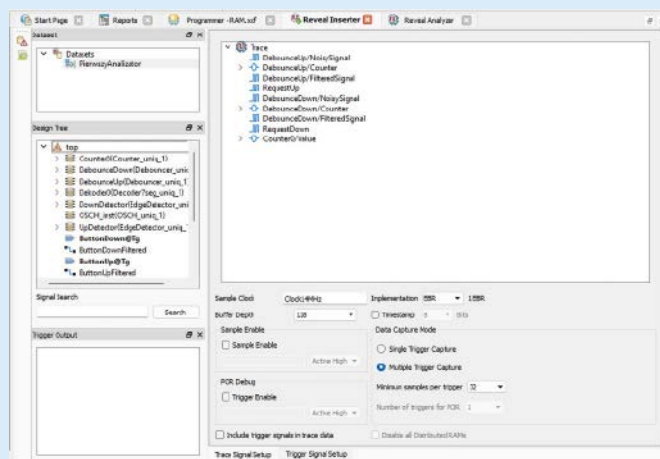 Start Page
Reports
Programmer -RAM.xcf
Reveal Inserter
Reveal Analyzer
Dataset
Datasets
PierwszyAnalizator
Design Tree
top
Counter0(Counter_uniq_1)
DebounceDown(Debouncer_unic
DebounceUp(Debouncer_uniq_1
DownDetector(EdgeDetector_uni
OSCH_inst(OSCH_uniq_1)
UpDetector(EdgeDetector_uniq_
ButtonDown@Tg
ButtonDownFiltered
ButtonUp@Tg
ButtonUpFiltered
Signal Search
Search
Trigger Output
Trace
DebounceUp/NoisySignal
DebounceUp/Counter
DebounceUp/FilteredSignal
RequestUp
DebounceDown/NoisySignal
DebounceDown/Counter
DebounceDown/FilteredSignal
RequestDown
Counter0/Value
Sample Clock
Clock14MHz
Implementation
EBR
1 EBR
Buffer Depth
128
Timestamp
bits
Sample Enable
Sample Enable
Active High
POR Debug
Trigger Enable
Active High
Data Capture Mode
Single Trigger Capture
Multiple Trigger Capture
Minimum samples per trigger
32
Number of triggers for POR
Include trigger signals in trace data
Disable all Distributed RAMs
Trace Signal Setup
Trigger Signal Setup